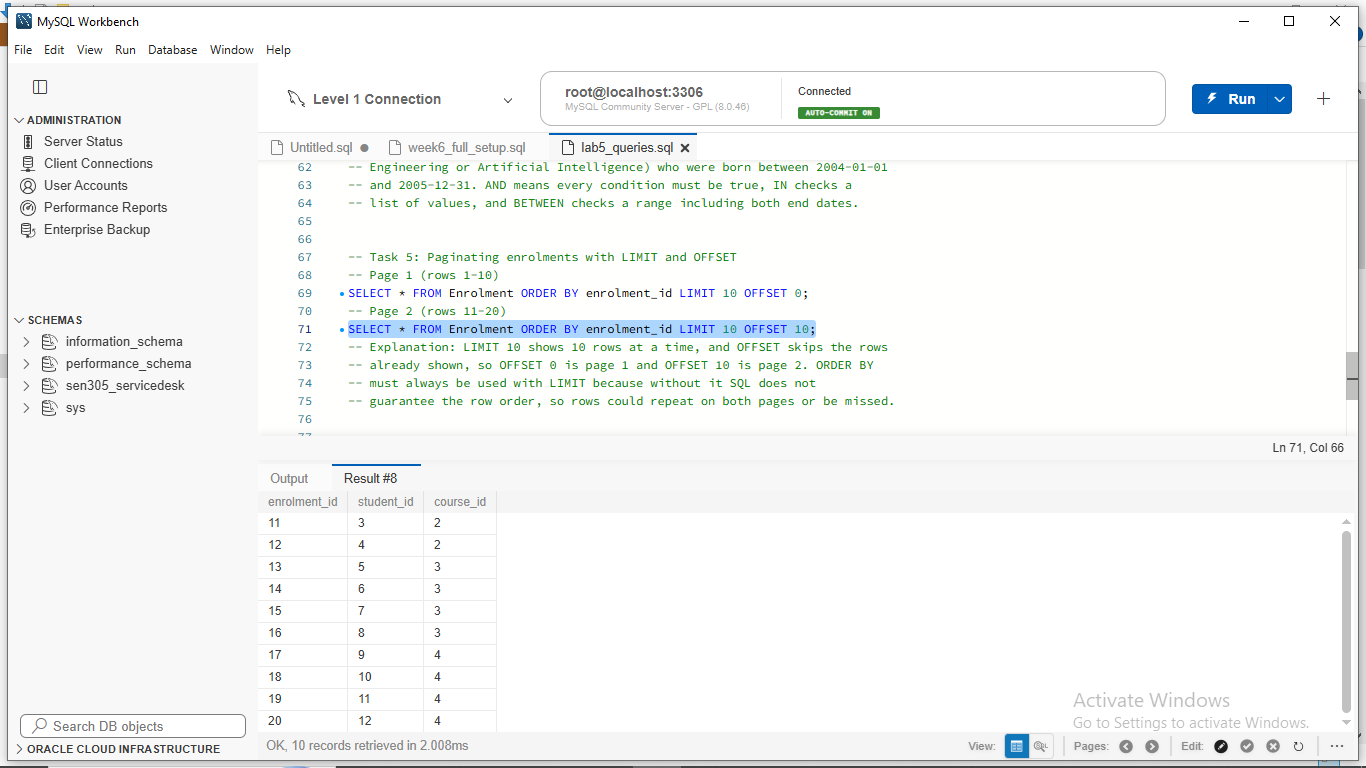 MySQL Workbench
File Edit View Run Database Window Help
Level 1 Connection
root@localhost:3306
MySQL Community Server - GPL (8.0.46)
Connected
AUTO-COMMIT ON
Run
ADMINISTRATION
Server Status
Client Connections
User Accounts
Performance Reports
Enterprise Backup
SCHEMAS
information_schema
performance_schema
sen305_servicedesk
sys
Search DB objects
ORACLE CLOUD INFRASTRUCTURE
Untitled.sql week6_full_setup.sql lab5_queries.sql
62 -- Engineering or Artificial Intelligence) who were born between 2004-01-01
63 -- and 2005-12-31. AND means every condition must be true, IN checks a
64 -- list of values, and BETWEEN checks a range including both end dates.
65
66
67 -- Task 5: Paginating enrolments with LIMIT and OFFSET
68 -- Page 1 (rows 1-10)
69 SELECT * FROM Enrolment ORDER BY enrolment_id LIMIT 10 OFFSET 0;
70 -- Page 2 (rows 11-20)
71 SELECT * FROM Enrolment ORDER BY enrolment_id LIMIT 10 OFFSET 10;
72 -- Explanation: LIMIT 10 shows 10 rows at a time, and OFFSET skips the rows
73 -- already shown, so OFFSET 0 is page 1 and OFFSET 10 is page 2. ORDER BY
74 -- must always be used with LIMIT because without it SQL does not
75 -- guarantee the row order, so rows could repeat on both pages or be missed.
76
77
Ln 71, Col 66
Output Result #8
enrolment_id student_id course_id
11 3 2
12 4 2
13 5 3
14 6 3
15 7 3
16 8 3
17 9 4
18 10 4
19 11 4
20 12 4
Activate Windows
Go to Settings to activate Windows.
OK, 10 records retrieved in 2.008ms
View: Pages: Edit: